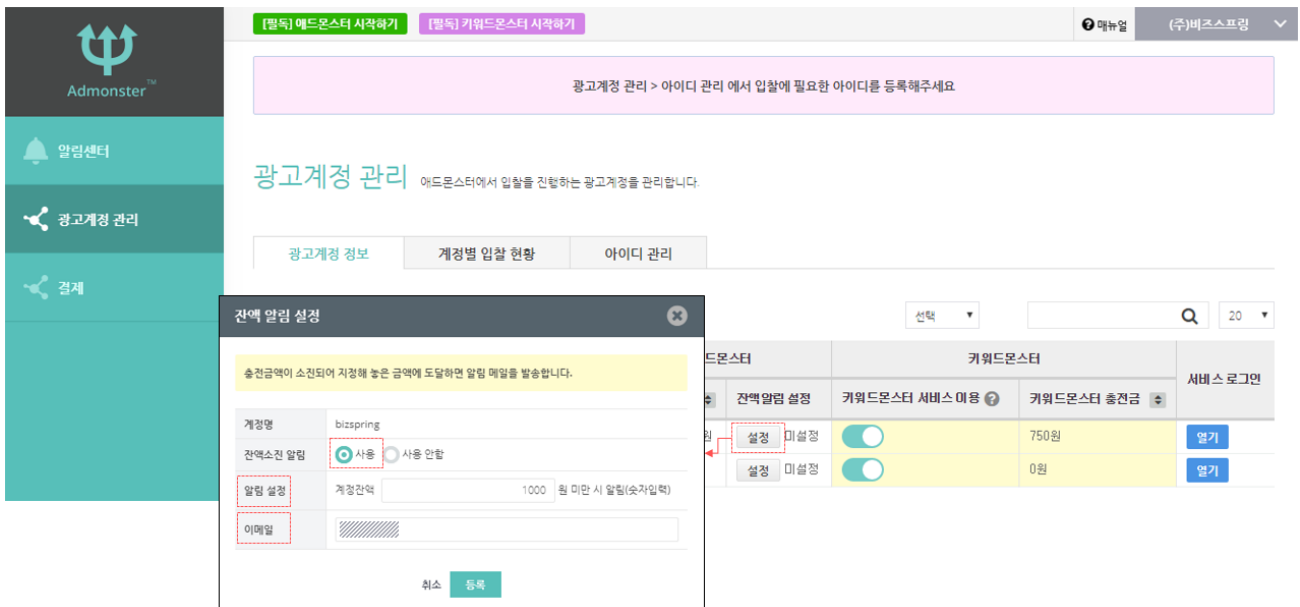 [필독] 애드몬스터 시작하기
[필독] 키워드몬스터 시작하기
매뉴얼
(주)비즈스프링
Admonster™
광고계정 관리 > 아이디 관리 에서 입찰에 필요한 아이디를 등록해주세요
알림센터
광고계정 관리
결제
광고계정 관리
애드몬스터에서 입찰을 진행하는 광고계정을 관리합니다.
광고계정 정보
계정별 입찰 현황
아이디 관리
선택
20
드몬스터
키워드몬스터
서비스 로그인
잔액알림 설정
키워드몬스터 서비스 이용
키워드몬스터 충전금
원
설정
미설정
750원
열기
설정
미설정
0원
열기
잔액 알림 설정
충전금액이 소진되어 지정해 놓은 금액에 도달하면 알림 메일을 발송합니다.
계정명
bizspring
잔액소진 알림
사용
사용 안함
알림 설정
계정잔액
1000
원 미만 시 알림(숫자입력)
이메일
취소
등록